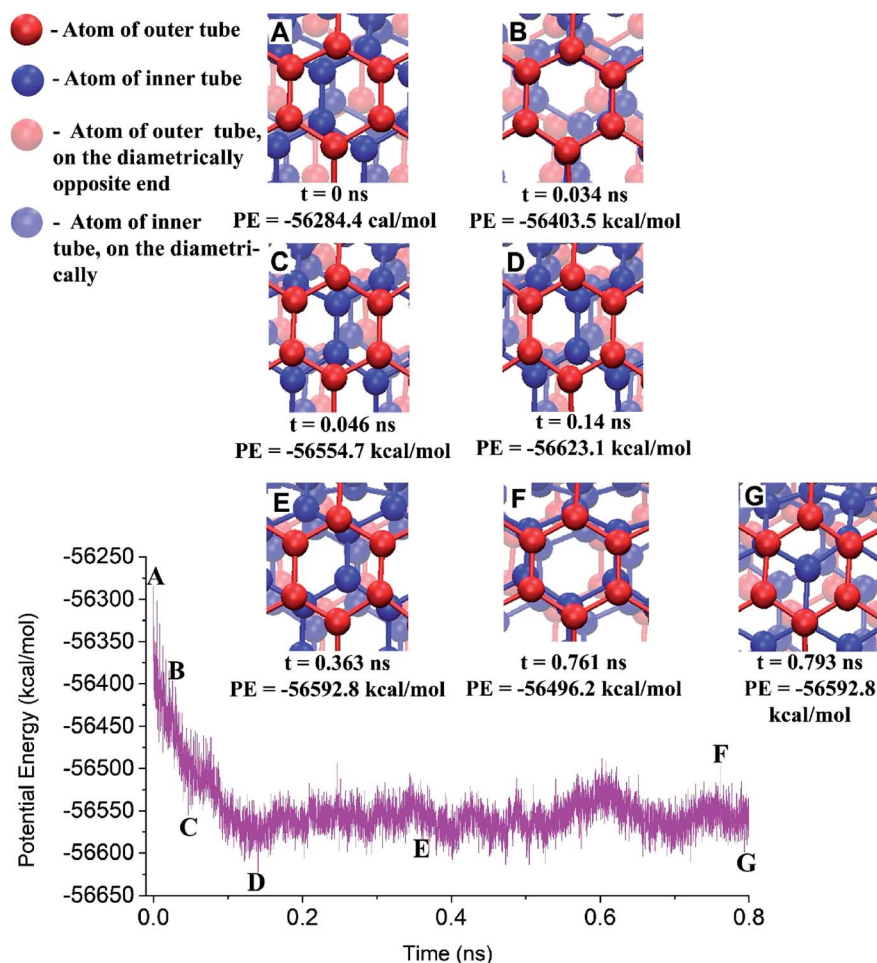 - Atom of outer tube
- Atom of inner tube
- Atom of outer tube,
on the diametrically
opposite end
- Atom of inner
tube, on the diametri-
cally
A
t = 0 ns
PE = -56284.4 cal/mol
B
t = 0.034 ns
PE = -56403.5 kcal/mol
C
t = 0.046 ns
PE = -56554.7 kcal/mol
D
t = 0.14 ns
PE = -56623.1 kcal/mol
E
t = 0.363 ns
PE = -56592.8 kcal/mol
F
t = 0.761 ns
PE = -56496.2 kcal/mol
G
t = 0.793 ns
PE = -56592.8
kcal/mol
Potential Energy (kcal/mol)
-56250
-56300
-56350
-56400
-56450
-56500
-56550
-56600
-56650
A
B
C
D
E
F
G
0.0
0.2
0.4
0.6
0.8
Time (ns)